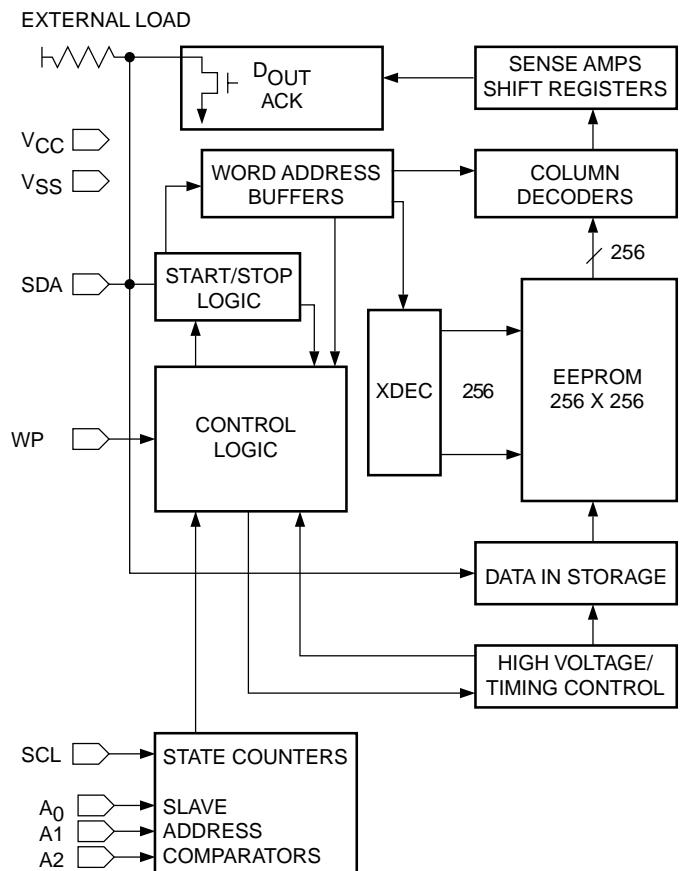 EXTERNAL LOAD
DOUT
ACK
SENSE AMPS
SHIFT REGISTERS
VCC
VSS
WORD ADDRESS
BUFFERS
COLUMN
DECODERS
256
SDA
START/STOP
LOGIC
XDEC
256
EEPROM
256 X 256
WP
CONTROL
LOGIC
DATA IN STORAGE
HIGH VOLTAGE/
TIMING CONTROL
SCL
STATE COUNTERS
A0
SLAVE
A1
ADDRESS
A2
COMPARATORS